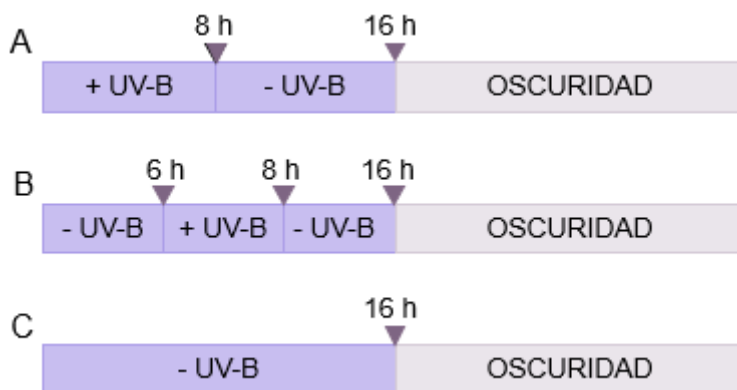 8 h 16 h
A
+ UV-B - UV-B OSCURIDAD
6 h 8 h 16 h
B
- UV-B + UV-B - UV-B OSCURIDAD
16 h
C
- UV-B OSCURIDAD